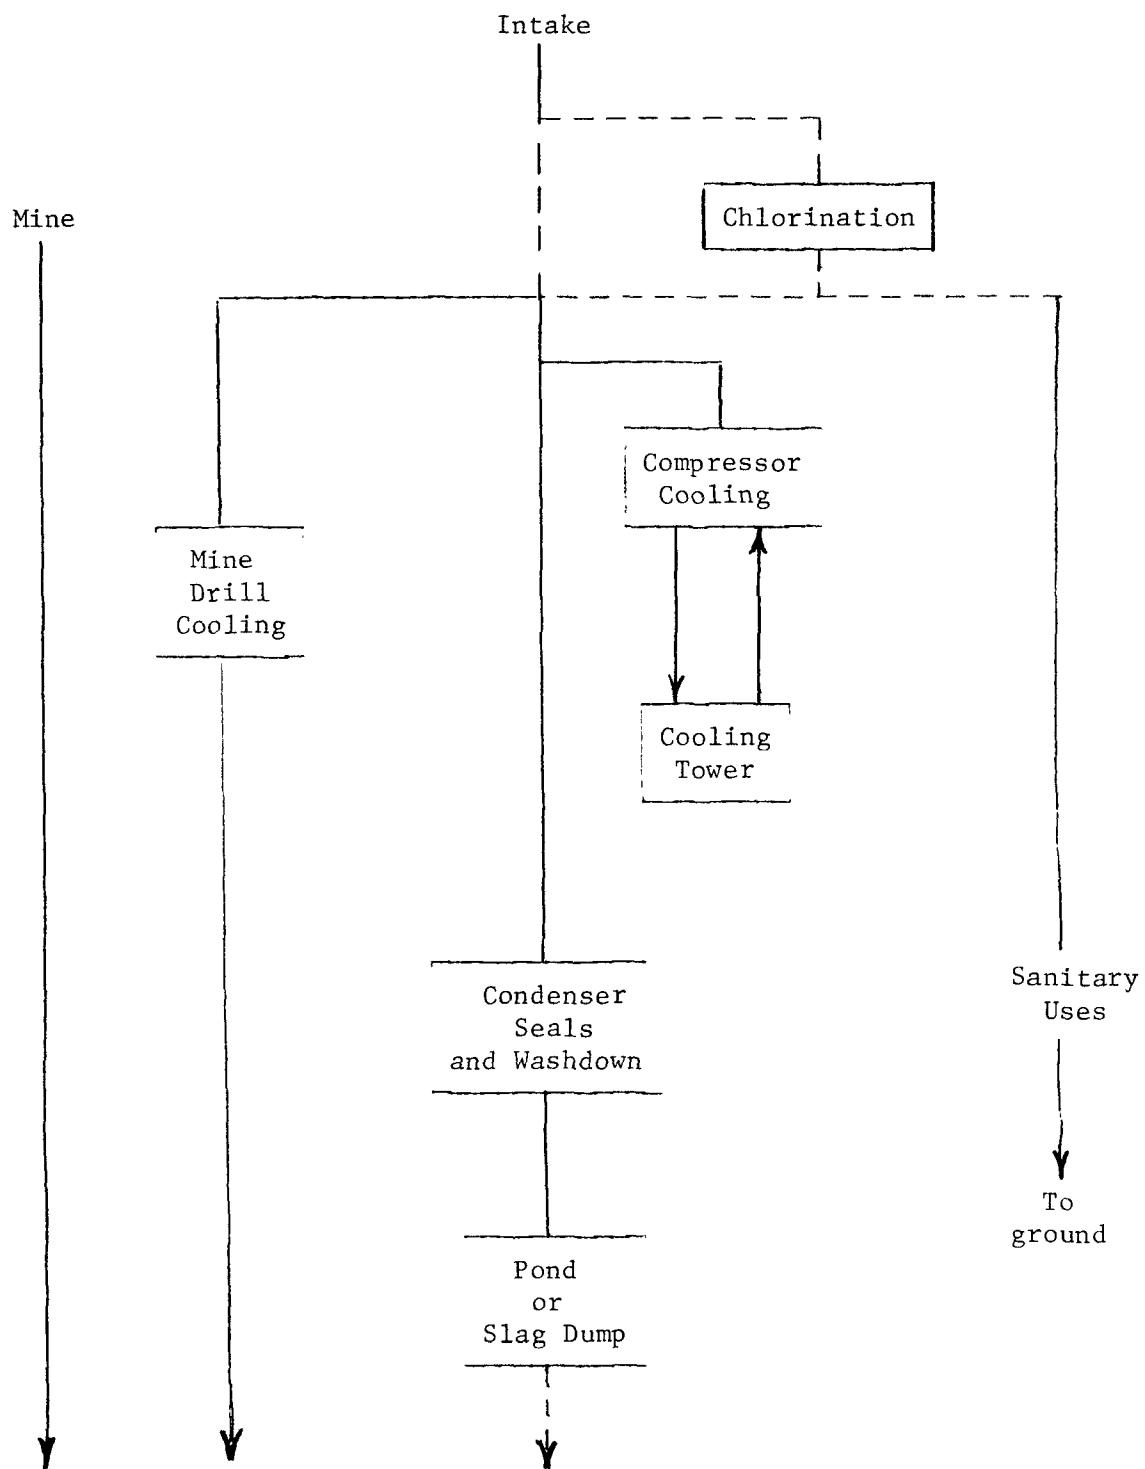 Intake
Mine
Chlorination
Compressor
Cooling
Mine
Drill
Cooling
Cooling
Tower
Sanitary
Uses
Condenser
Seals
and Washdown
To
ground
Pond
or
Slag Dump